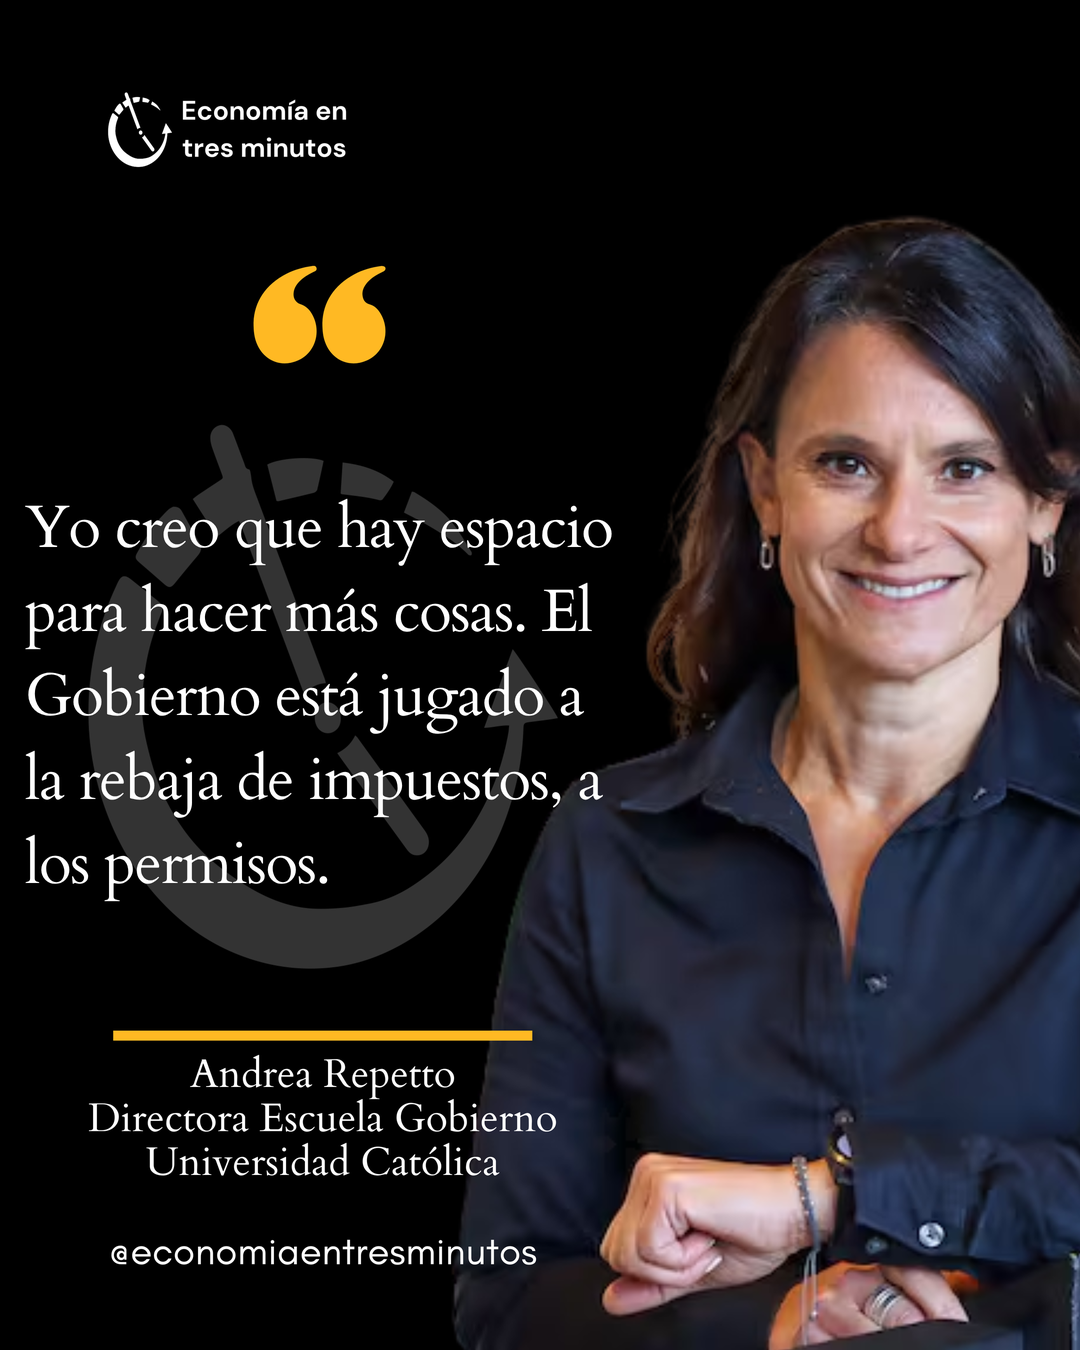 Economía en
tres minutos
“
Yo creo que hay espacio
para hacer más cosas. El
Gobierno está jugado a
la rebaja de impuestos, a
los permisos.
Andrea Repetto
Directora Escuela Gobierno
Universidad Católica
@economiaentresminutos